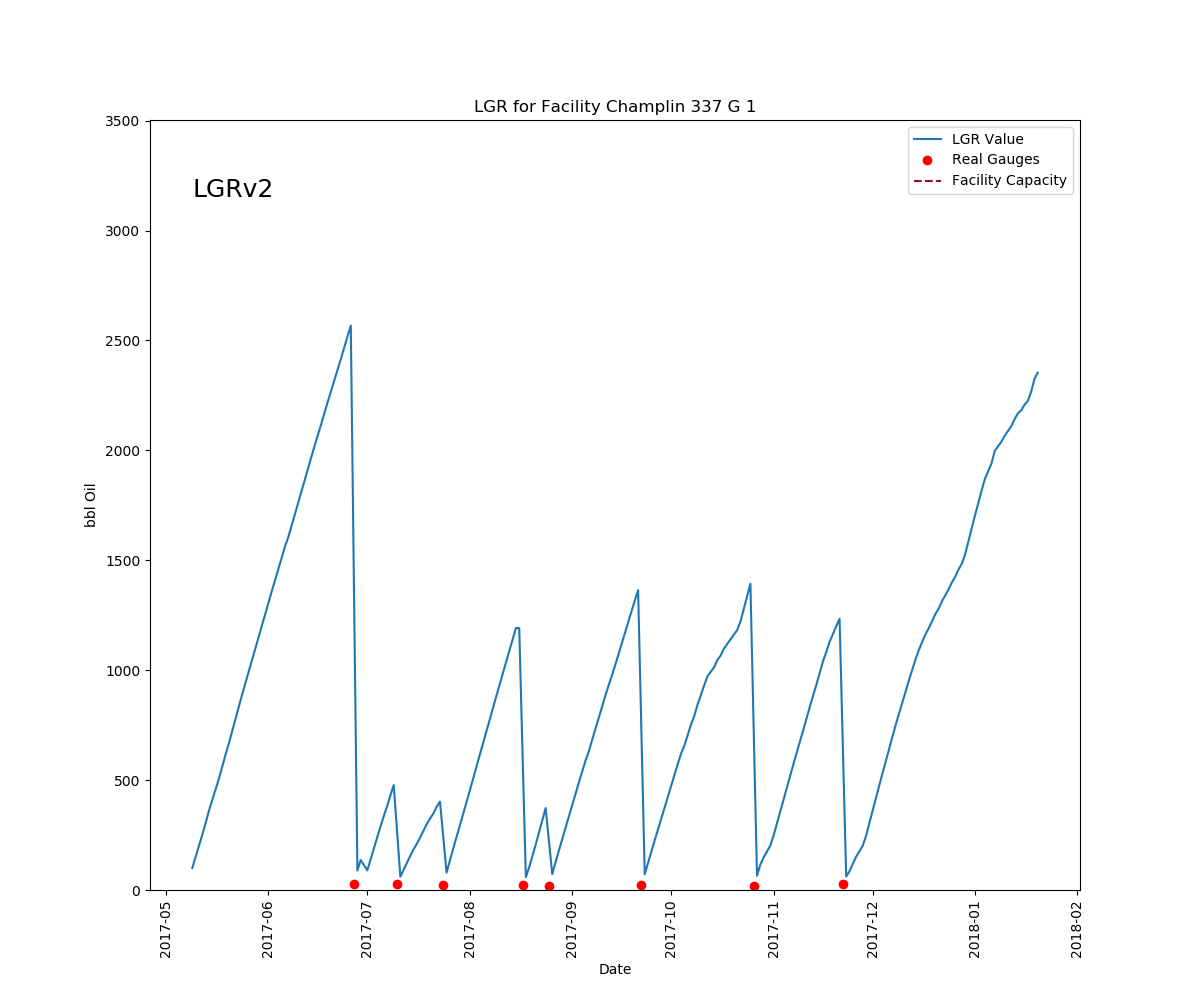 LGR for Facility Champlin 337 G 1
3500
3000
2500
2000
1500
1000
500
0
bbl Oil
LGRv2
LGR Value
Real Gauges
Facility Capacity
2017-05
2017-06
2017-07
2017-08
2017-09
2017-10
2017-11
2017-12
2018-01
2018-02
Date